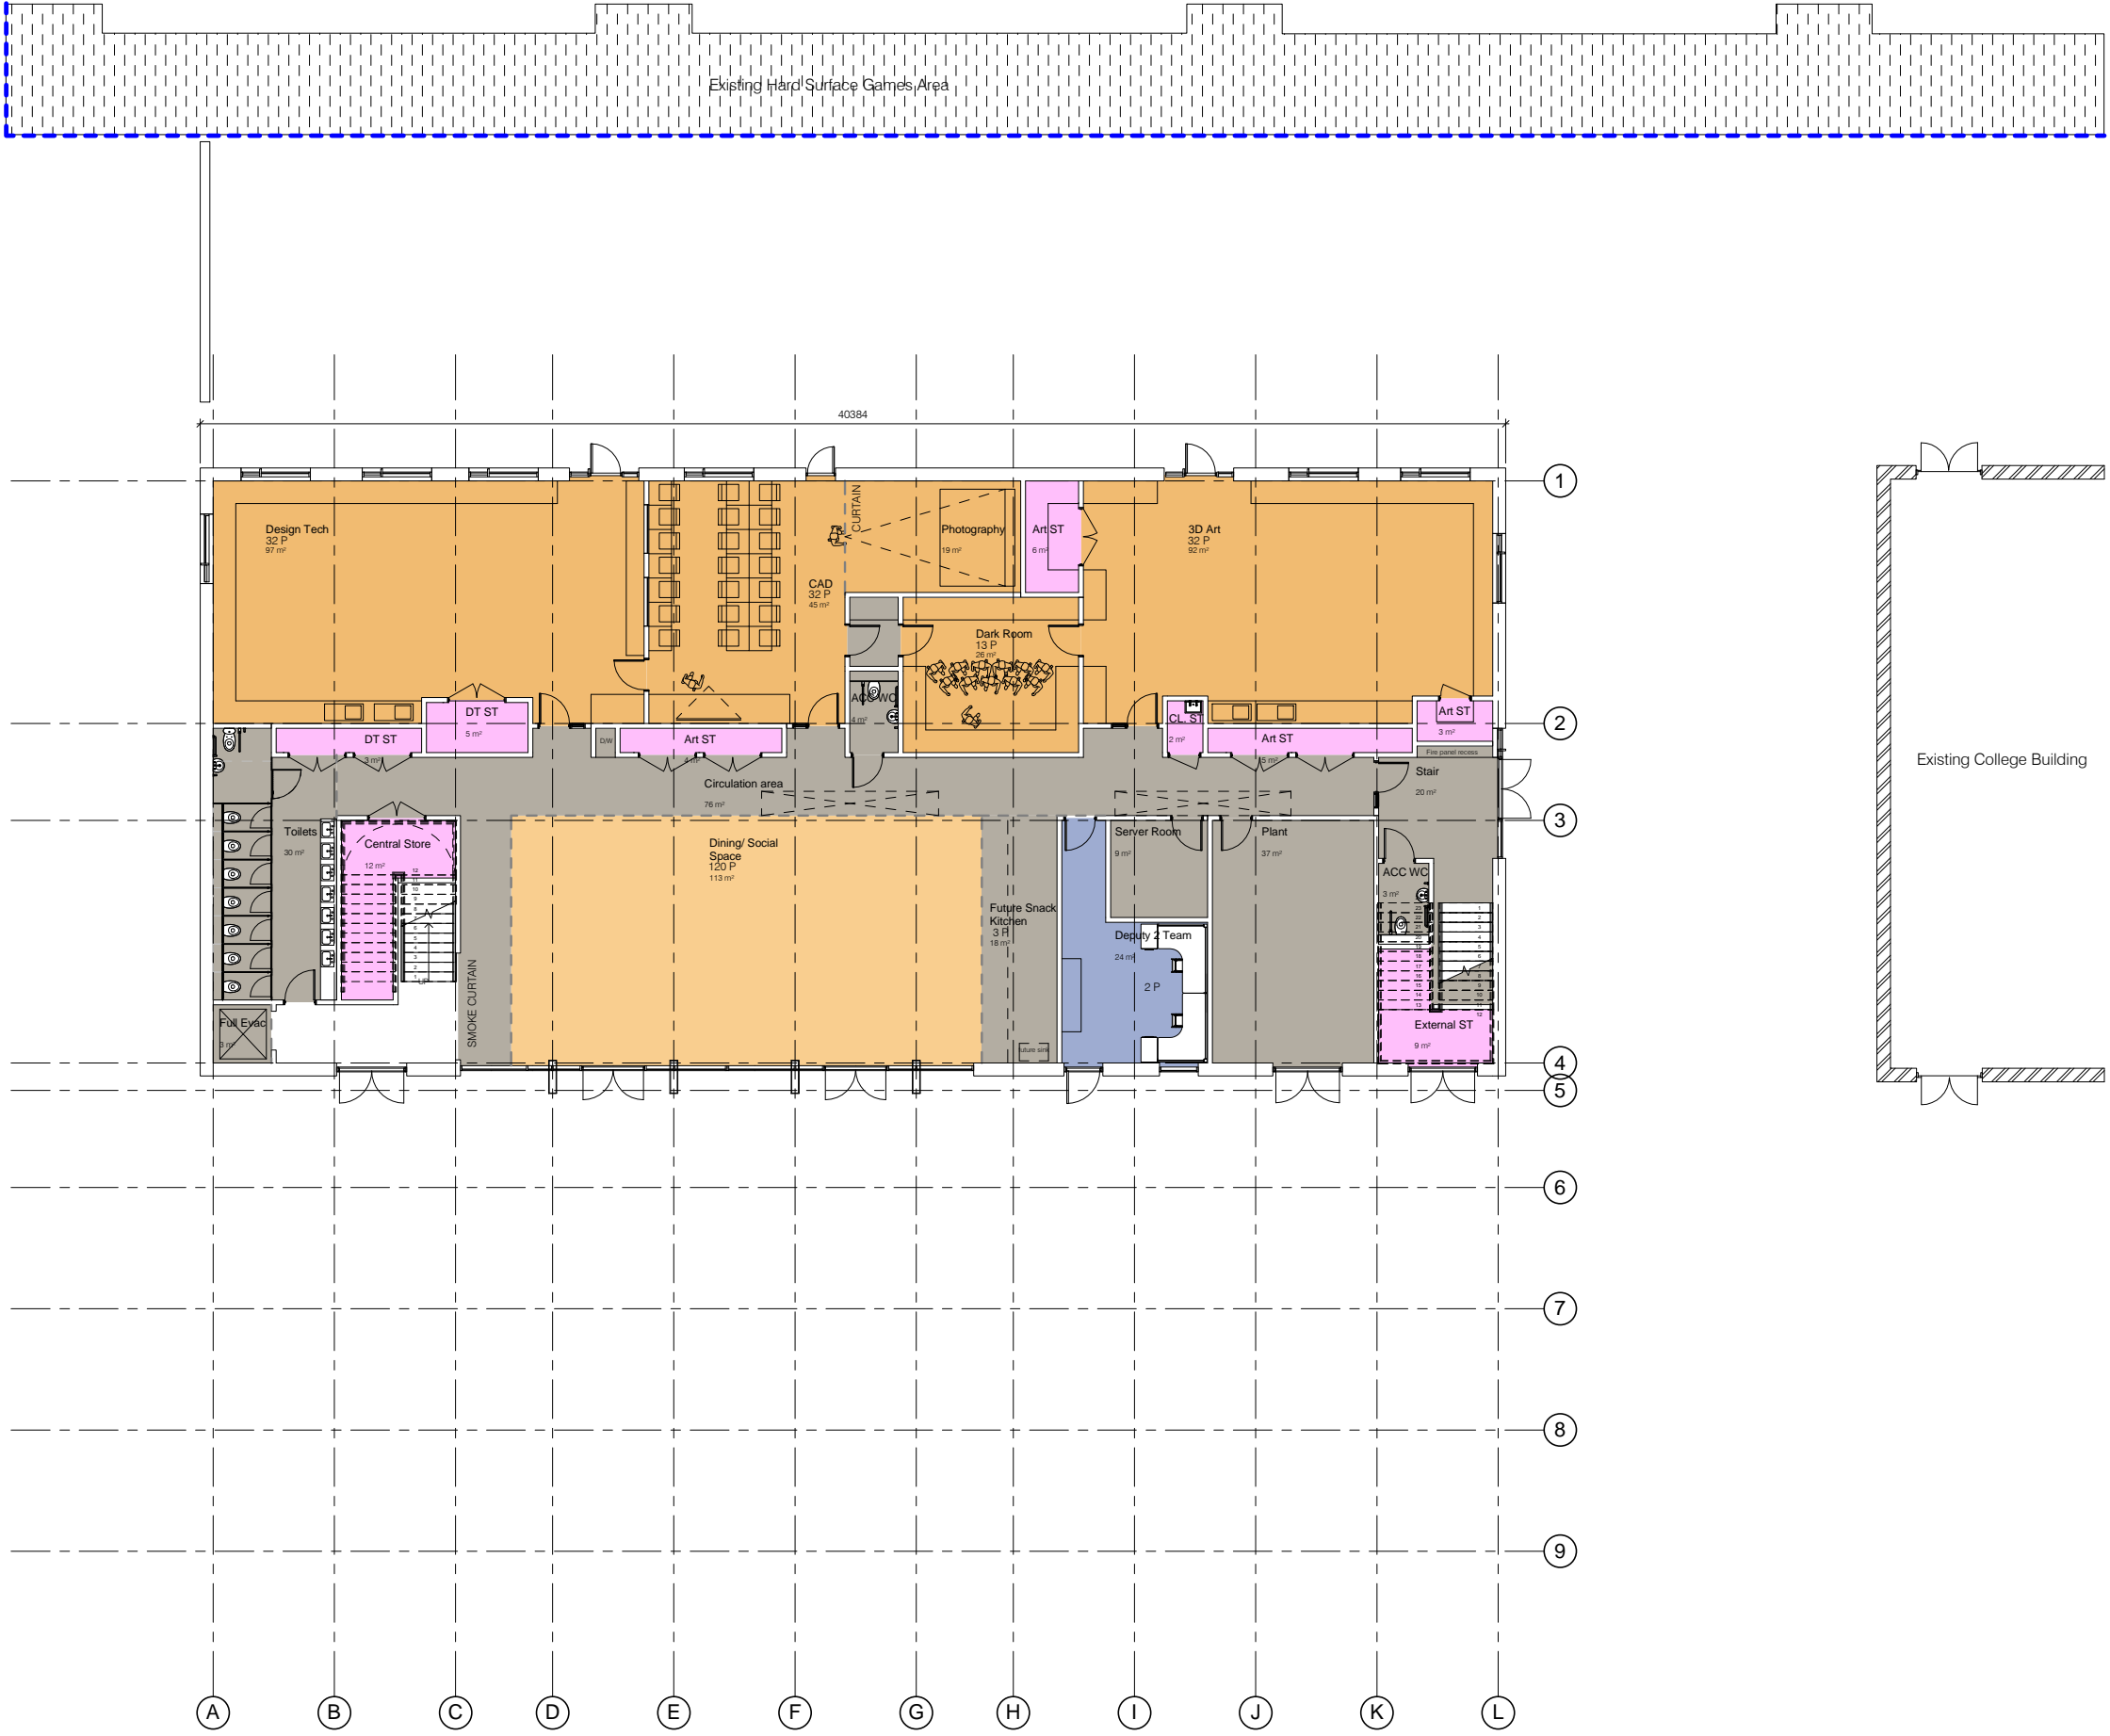 Existing Hard Surface Games Area
40384
1
CURTAIN
Design Tech
32 P
97 m²
Photography
19 m²
Art ST
6 m²
3D Art
32 P
92 m²
CAD
32 P
45 m²
Dark Room
13 P
26 m²
ACC WC
4 m²
DT ST
5 m²
CL. ST
2 m²
Art ST
3 m²
2
DT ST
3 m²
D/W
Art ST
4 m²
Art ST
5 m²
Fire panel recess
Existing College Building
Circulation area
76 m²
Stair
20 m²
3
Toilets
30 m²
Central Store
12 m²
Dining/ Social
Space
120 P
113 m²
Server Room
9 m²
Plant
37 m²
ACC WC
3 m²
Future Snack
Kitchen
3 P
18 m²
Deputy 2 Team
24 m²
2 P
UP
SMOKE CURTAIN
Full Evac
3 m²
future sink
External ST
9 m²
4
5
6
7
8
9
A B C D E F G H I J K L